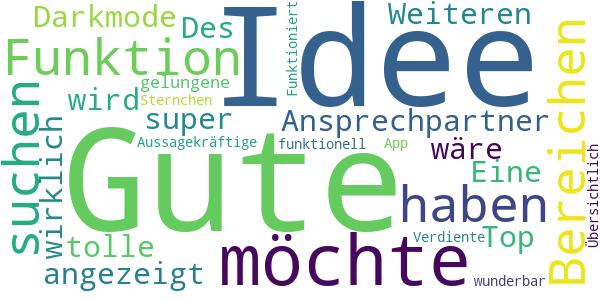 Darkmode
Des
Funktioniert
Idee
Weiteren
Funktion
gelungene
Sternchen
wird
super
Ansprechpartner
Bereichen
suchen
wirklich
Gute
Aussagekräftige
funktionell
App
wäre
Eine
haben
Übersichtlich
tolle
angezeigt
möchte
Verdiente
Top
wunderbar